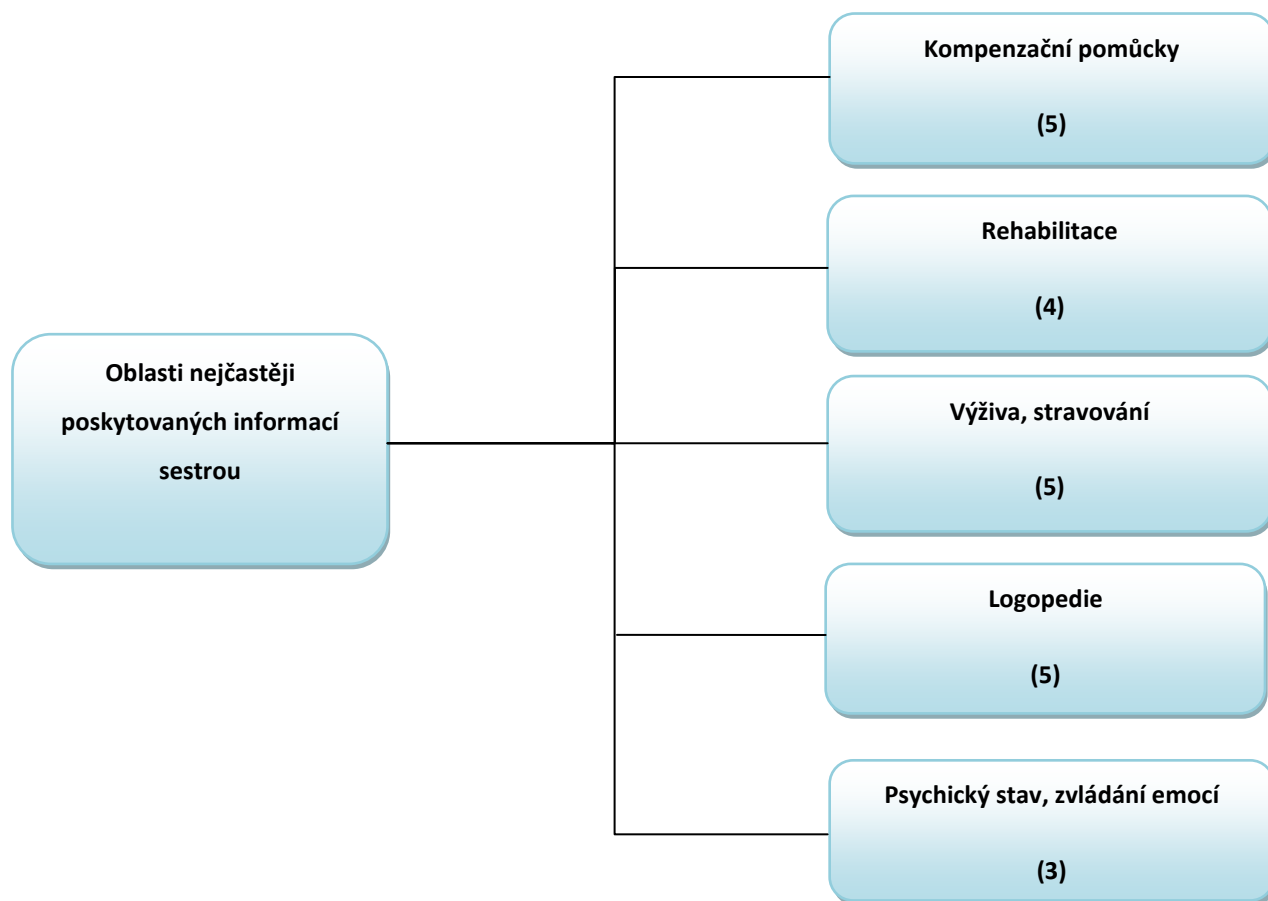 Kompenzační pomůcky
(5)
Rehabilitace
(4)
Oblasti nejčastěji
poskytovaných informací
sestrou
Výživa, stravování
(5)
Logopedie
(5)
Psychický stav, zvládání emocí
(3)